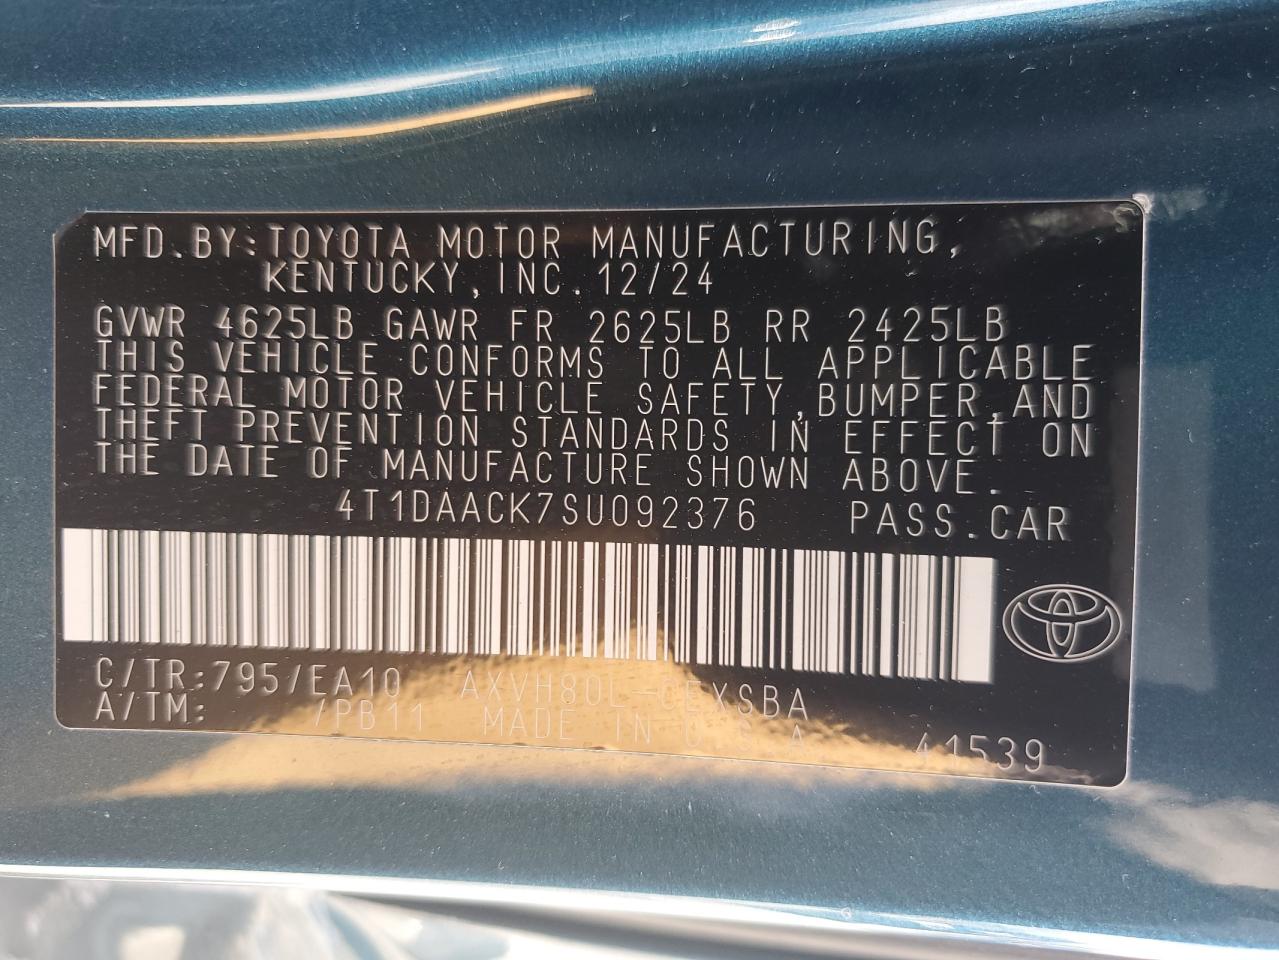 MFD.BY:TOYOTA MOTOR MANUFACTURING,
KENTUCKY,INC. 12/24
GVWR 4625LB GAWR FR 2625LB RR 2425LB
THIS VEHICLE CONFORMS TO ALL APPLICABLE
FEDERAL MOTOR VEHICLE SAFETY,BUMPER,AND
THEFT PREVENTION STANDARDS IN EFFECT ON
THE DATE OF MANUFACTURE SHOWN ABOVE.
4T1DAACK7SU092376 PASS.CAR
C/TR:795/EA10 AXVH80L-CEXSBA
A/TM: /PB11 MADE IN U.S.A 41539